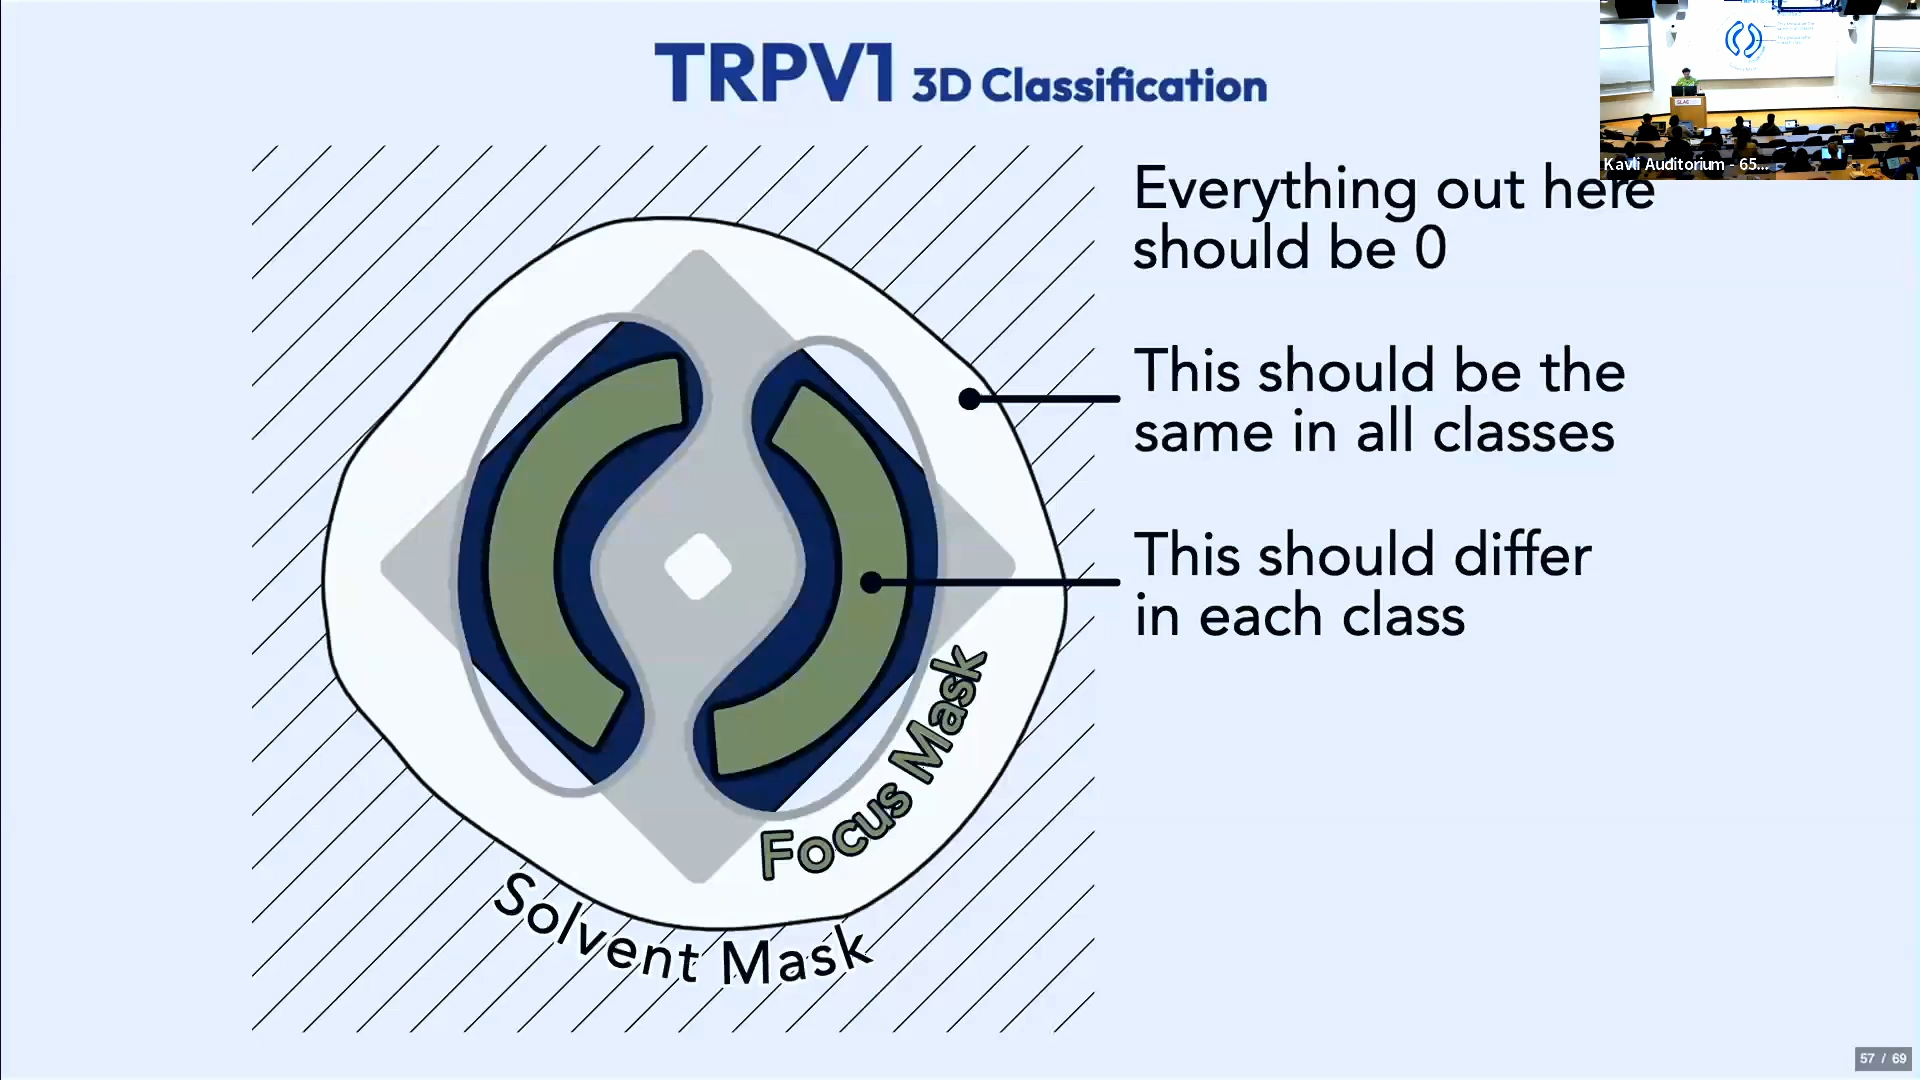 TRPV1 3D Classification
Everything out here
should be 0
This should be the
same in all classes
This should differ
in each class
Focus Mask
Solvent Mask
Kavli Auditorium - 65...
SLAC
57 / 69